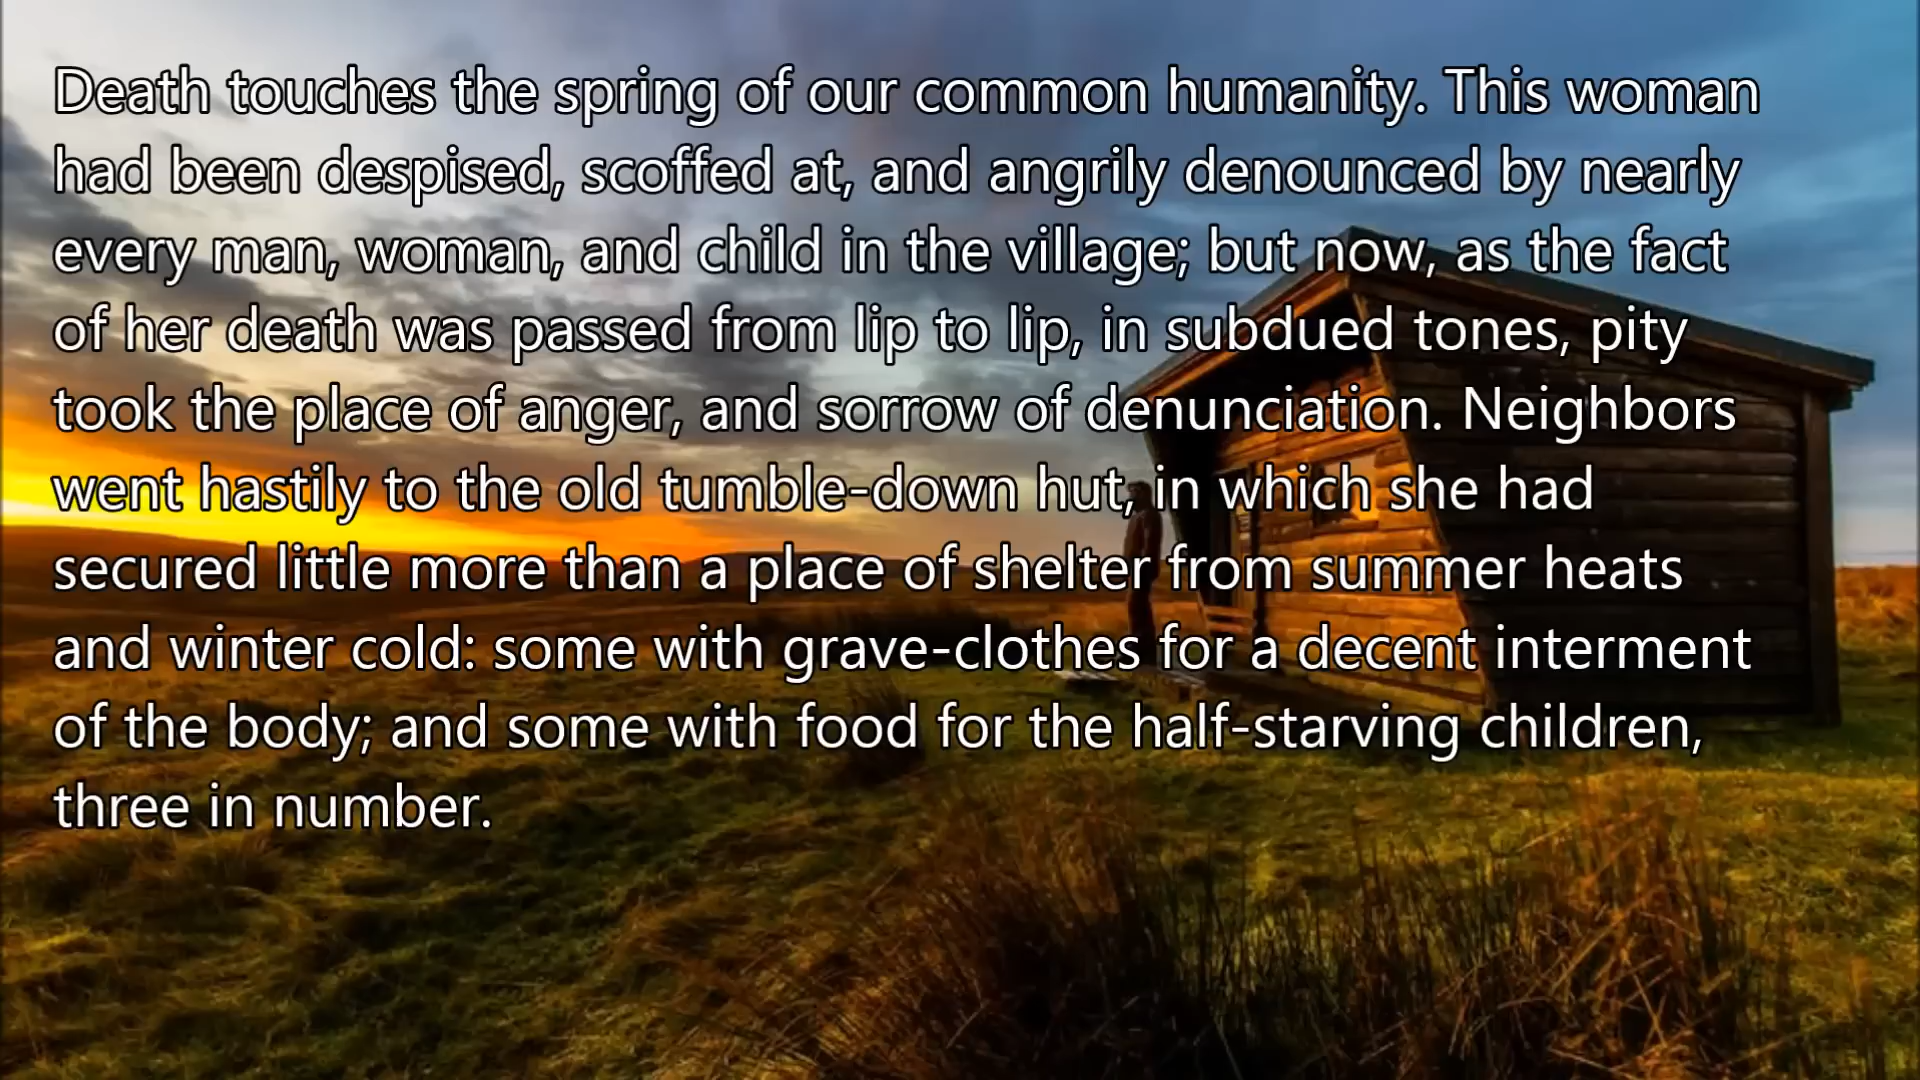 Death touches the spring of our common humanity. This woman
had been despised, scoffed at, and angrily denounced by nearly
every man, woman, and child in the village; but now, as the fact
of her death was passed from lip to lip, in subdued tones, pity
took the place of anger, and sorrow of denunciation. Neighbors
went hastily to the old tumble-down hut, in which she had
secured little more than a place of shelter from summer heats
and winter cold: some with grave-clothes for a decent interment
of the body; and some with food for the half-starving children,
three in number.